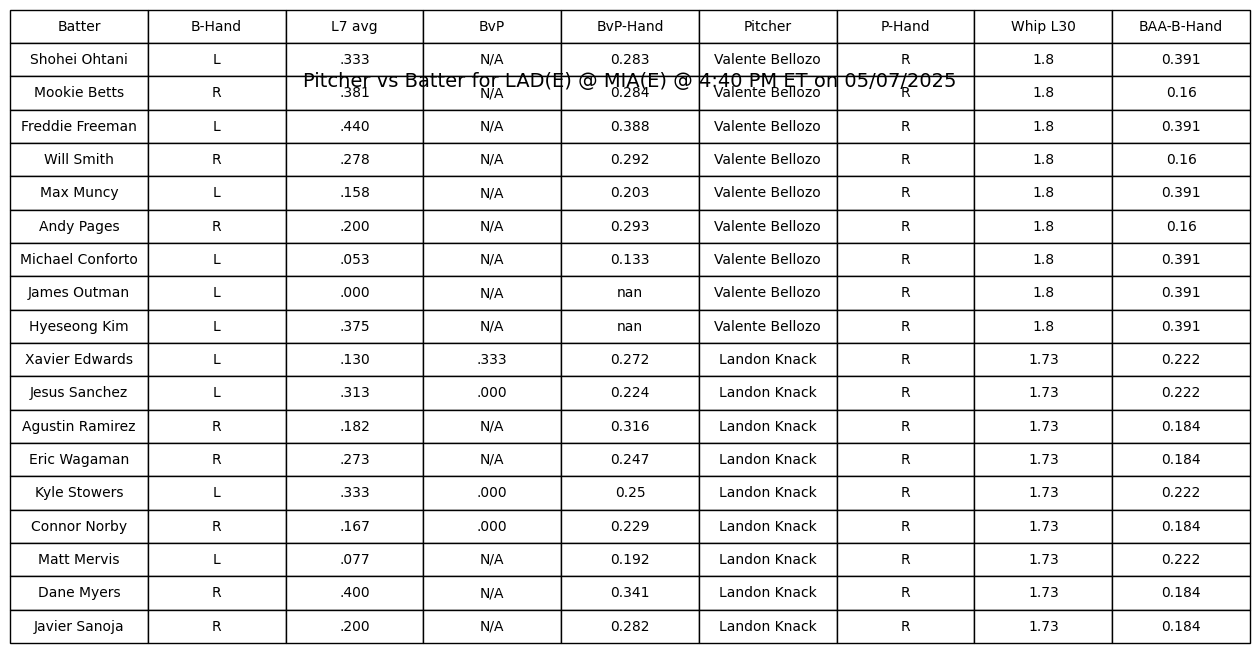 Batter B-Hand L7 avg BvP BvP-Hand Pitcher P-Hand Whip L30 BAA-B-Hand
Shohei Ohtani L .333 N/A 0.283 Valente Bellozo R 1.8 0.391
Pitcher vs Batter for LAD(E) @ MIA(E) @ 4:40 PM ET on 05/07/2025
Mookie Betts R .381 N/A 0.284 Valente Bellozo R 1.8 0.16
Freddie Freeman L .440 N/A 0.388 Valente Bellozo R 1.8 0.391
Will Smith R .278 N/A 0.292 Valente Bellozo R 1.8 0.16
Max Muncy L .158 N/A 0.203 Valente Bellozo R 1.8 0.391
Andy Pages R .200 N/A 0.293 Valente Bellozo R 1.8 0.16
Michael Conforto L .053 N/A 0.133 Valente Bellozo R 1.8 0.391
James Outman L .000 N/A nan Valente Bellozo R 1.8 0.391
Hyeseong Kim L .375 N/A nan Valente Bellozo R 1.8 0.391
Xavier Edwards L .130 .333 0.272 Landon Knack R 1.73 0.222
Jesus Sanchez L .313 .000 0.224 Landon Knack R 1.73 0.222
Agustin Ramirez R .182 N/A 0.316 Landon Knack R 1.73 0.184
Eric Wagaman R .273 N/A 0.247 Landon Knack R 1.73 0.184
Kyle Stowers L .333 .000 0.25 Landon Knack R 1.73 0.222
Connor Norby R .167 .000 0.229 Landon Knack R 1.73 0.184
Matt Mervis L .077 N/A 0.192 Landon Knack R 1.73 0.222
Dane Myers R .400 N/A 0.341 Landon Knack R 1.73 0.184
Javier Sanoja R .200 N/A 0.282 Landon Knack R 1.73 0.184